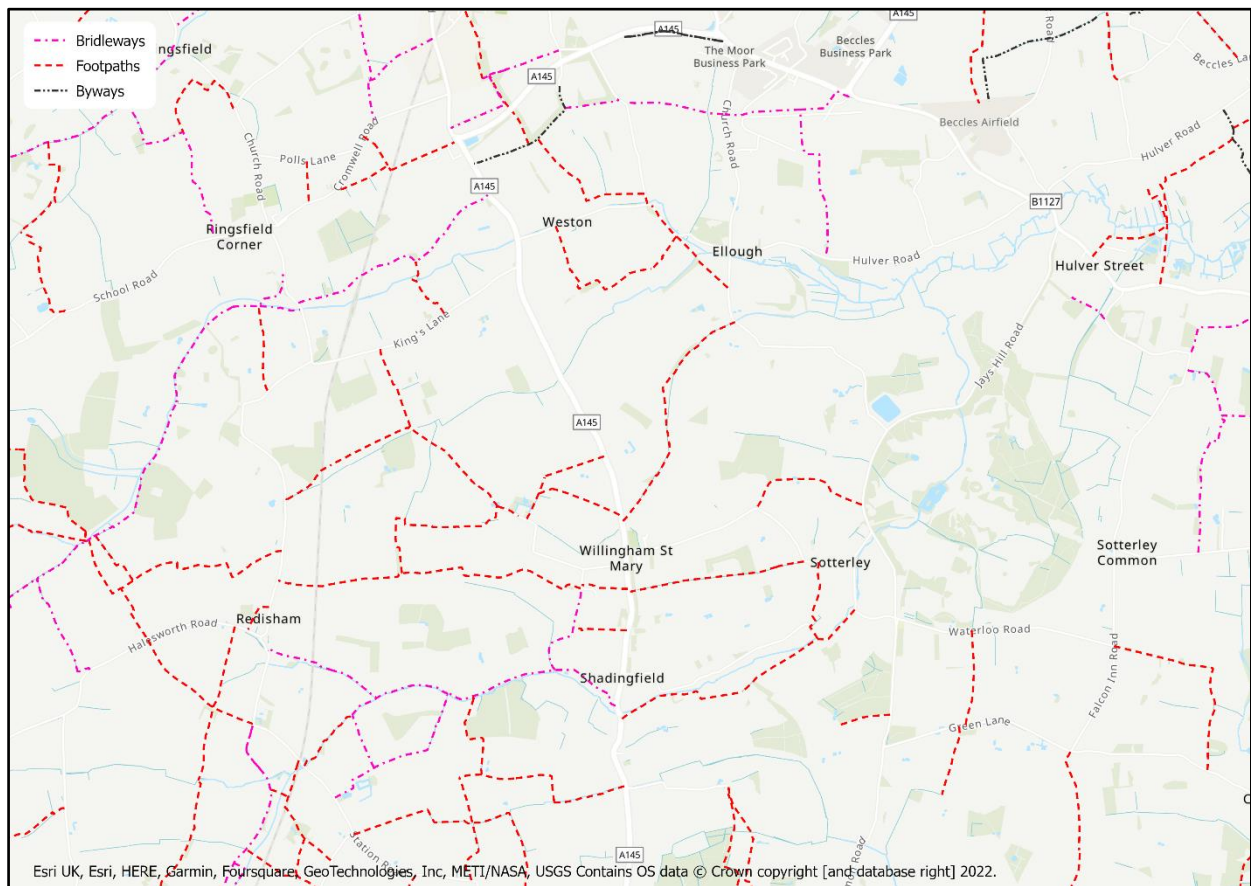 Bridleways
Footpaths
Byways
ngsfield
A145
A145
Road
The Moor
Business Park
Beccles
Business Park
A145
Beccles La
Church Road
Cromwell Road
Polls Lane
Church Road
Beccles Airfield
Hulver Road
A145
B1127
Weston
Ringsfield
Corner
Ellough
Hulver Road
Hulver Street
School Road
King's Lane
Jays Hill Road
A145
Willingham St
Mary
Sotterley
Sotterley
Common
Redisham
Halesworth Road
Waterloo Road
Shadingfield
Falcon Inn Road
Green Lane
C
Station Ro
A145
nd Road
Esri UK, Esri, HERE, Garmin, Foursquare, GeoTechnologies, Inc, METI/NASA, USGS Contains OS data © Crown copyright [and database right] 2022.